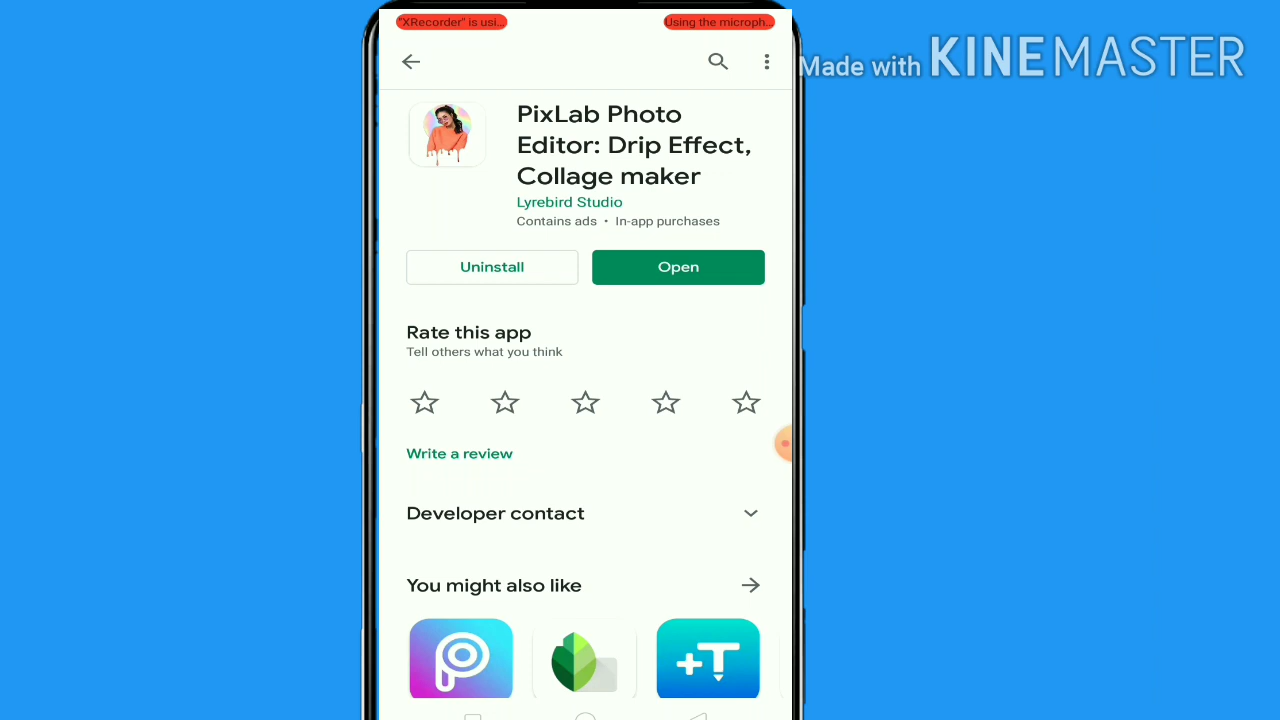 "XRecorder" is usi...
Using the microph...
Made with KINEMASTER
PixLab Photo
Editor: Drip Effect,
Collage maker
Lyrebird Studio
Contains ads • In-app purchases
Uninstall
Open
Rate this app
Tell others what you think
Write a review
Developer contact
You might also like
+T